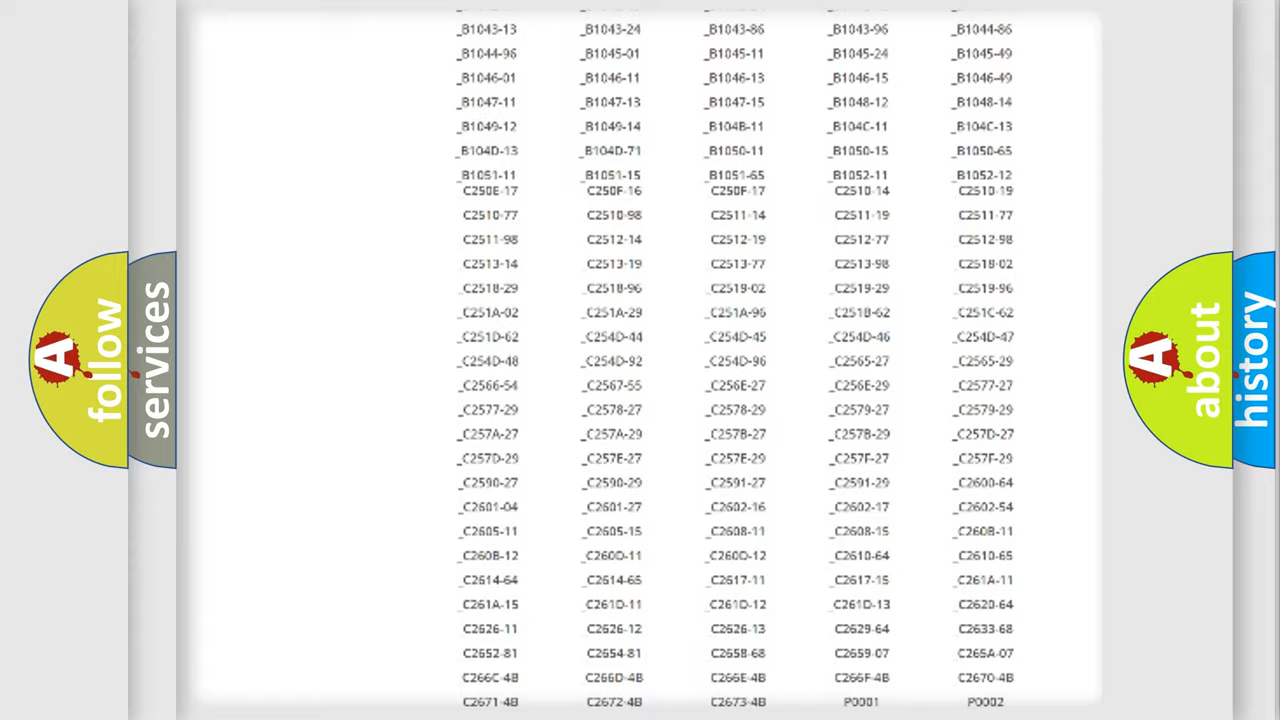 _B1043-13 _B1043-24 _B1043-86 _B1043-96 _B1044-86
_B1044-96 _B1045-01 _B1045-11 _B1045-24 _B1045-49
_B1046-01 _B1046-11 _B1046-13 _B1046-15 _B1046-49
_B1047-11 _B1047-13 _B1047-15 _B1048-12 _B1048-14
_B1049-12 _B1049-14 _B104B-11 _B104C-11 _B104C-13
_B104D-13 _B104D-71 _B1050-11 _B1050-15 _B1050-65
_B1051-11 _B1051-15 _B1051-65 _B1052-11 _B1052-12
C250E-17 C250F-16 C250F-17 C2510-14 C2510-19
C2510-77 C2510-98 C2511-14 C2511-19 C2511-77
C2511-98 C2512-14 C2512-19 C2512-77 C2512-98
C2513-14 C2513-19 C2513-77 C2513-98 C2518-02
_C2518-29 _C2518-96 _C2519-02 _C2519-29 _C2519-96
_C251A-02 _C251A-29 _C251A-96 _C251B-62 _C251C-62
_C251D-62 _C254D-44 _C254D-45 _C254D-46 _C254D-47
_C254D-48 _C254D-92 _C254D-96 _C2565-27 _C2565-29
_C2566-54 _C2567-55 _C256E-27 _C256E-29 _C2577-27
_C2577-29 _C2578-27 _C2578-29 _C2579-27 _C2579-29
_C257A-27 _C257A-29 _C257B-27 _C257B-29 _C257D-27
_C257D-29 _C257E-27 _C257E-29 _C257F-27 _C257F-29
_C2590-27 _C2590-29 _C2591-27 _C2591-29 _C2600-64
_C2601-04 _C2601-27 _C2602-16 _C2602-17 _C2602-54
_C2605-11 _C2605-15 _C2608-11 _C2608-15 _C260B-11
_C260B-12 _C260D-11 _C260D-12 _C2610-64 _C2610-65
_C2614-64 _C2614-65 _C2617-11 _C2617-15 _C261A-11
_C261A-15 _C261D-11 _C261D-12 _C261D-13 _C2620-64
C2626-11 C2626-12 C2626-13 C2629-64 C2633-68
C2652-81 C2654-81 C2658-68 C2659-07 C265A-07
C266C-4B C266D-4B C266E-4B C266F-4B C2670-4B
C2671-4B C2672-4B C2673-4B P0001 P0002
A follow
services
A about
history